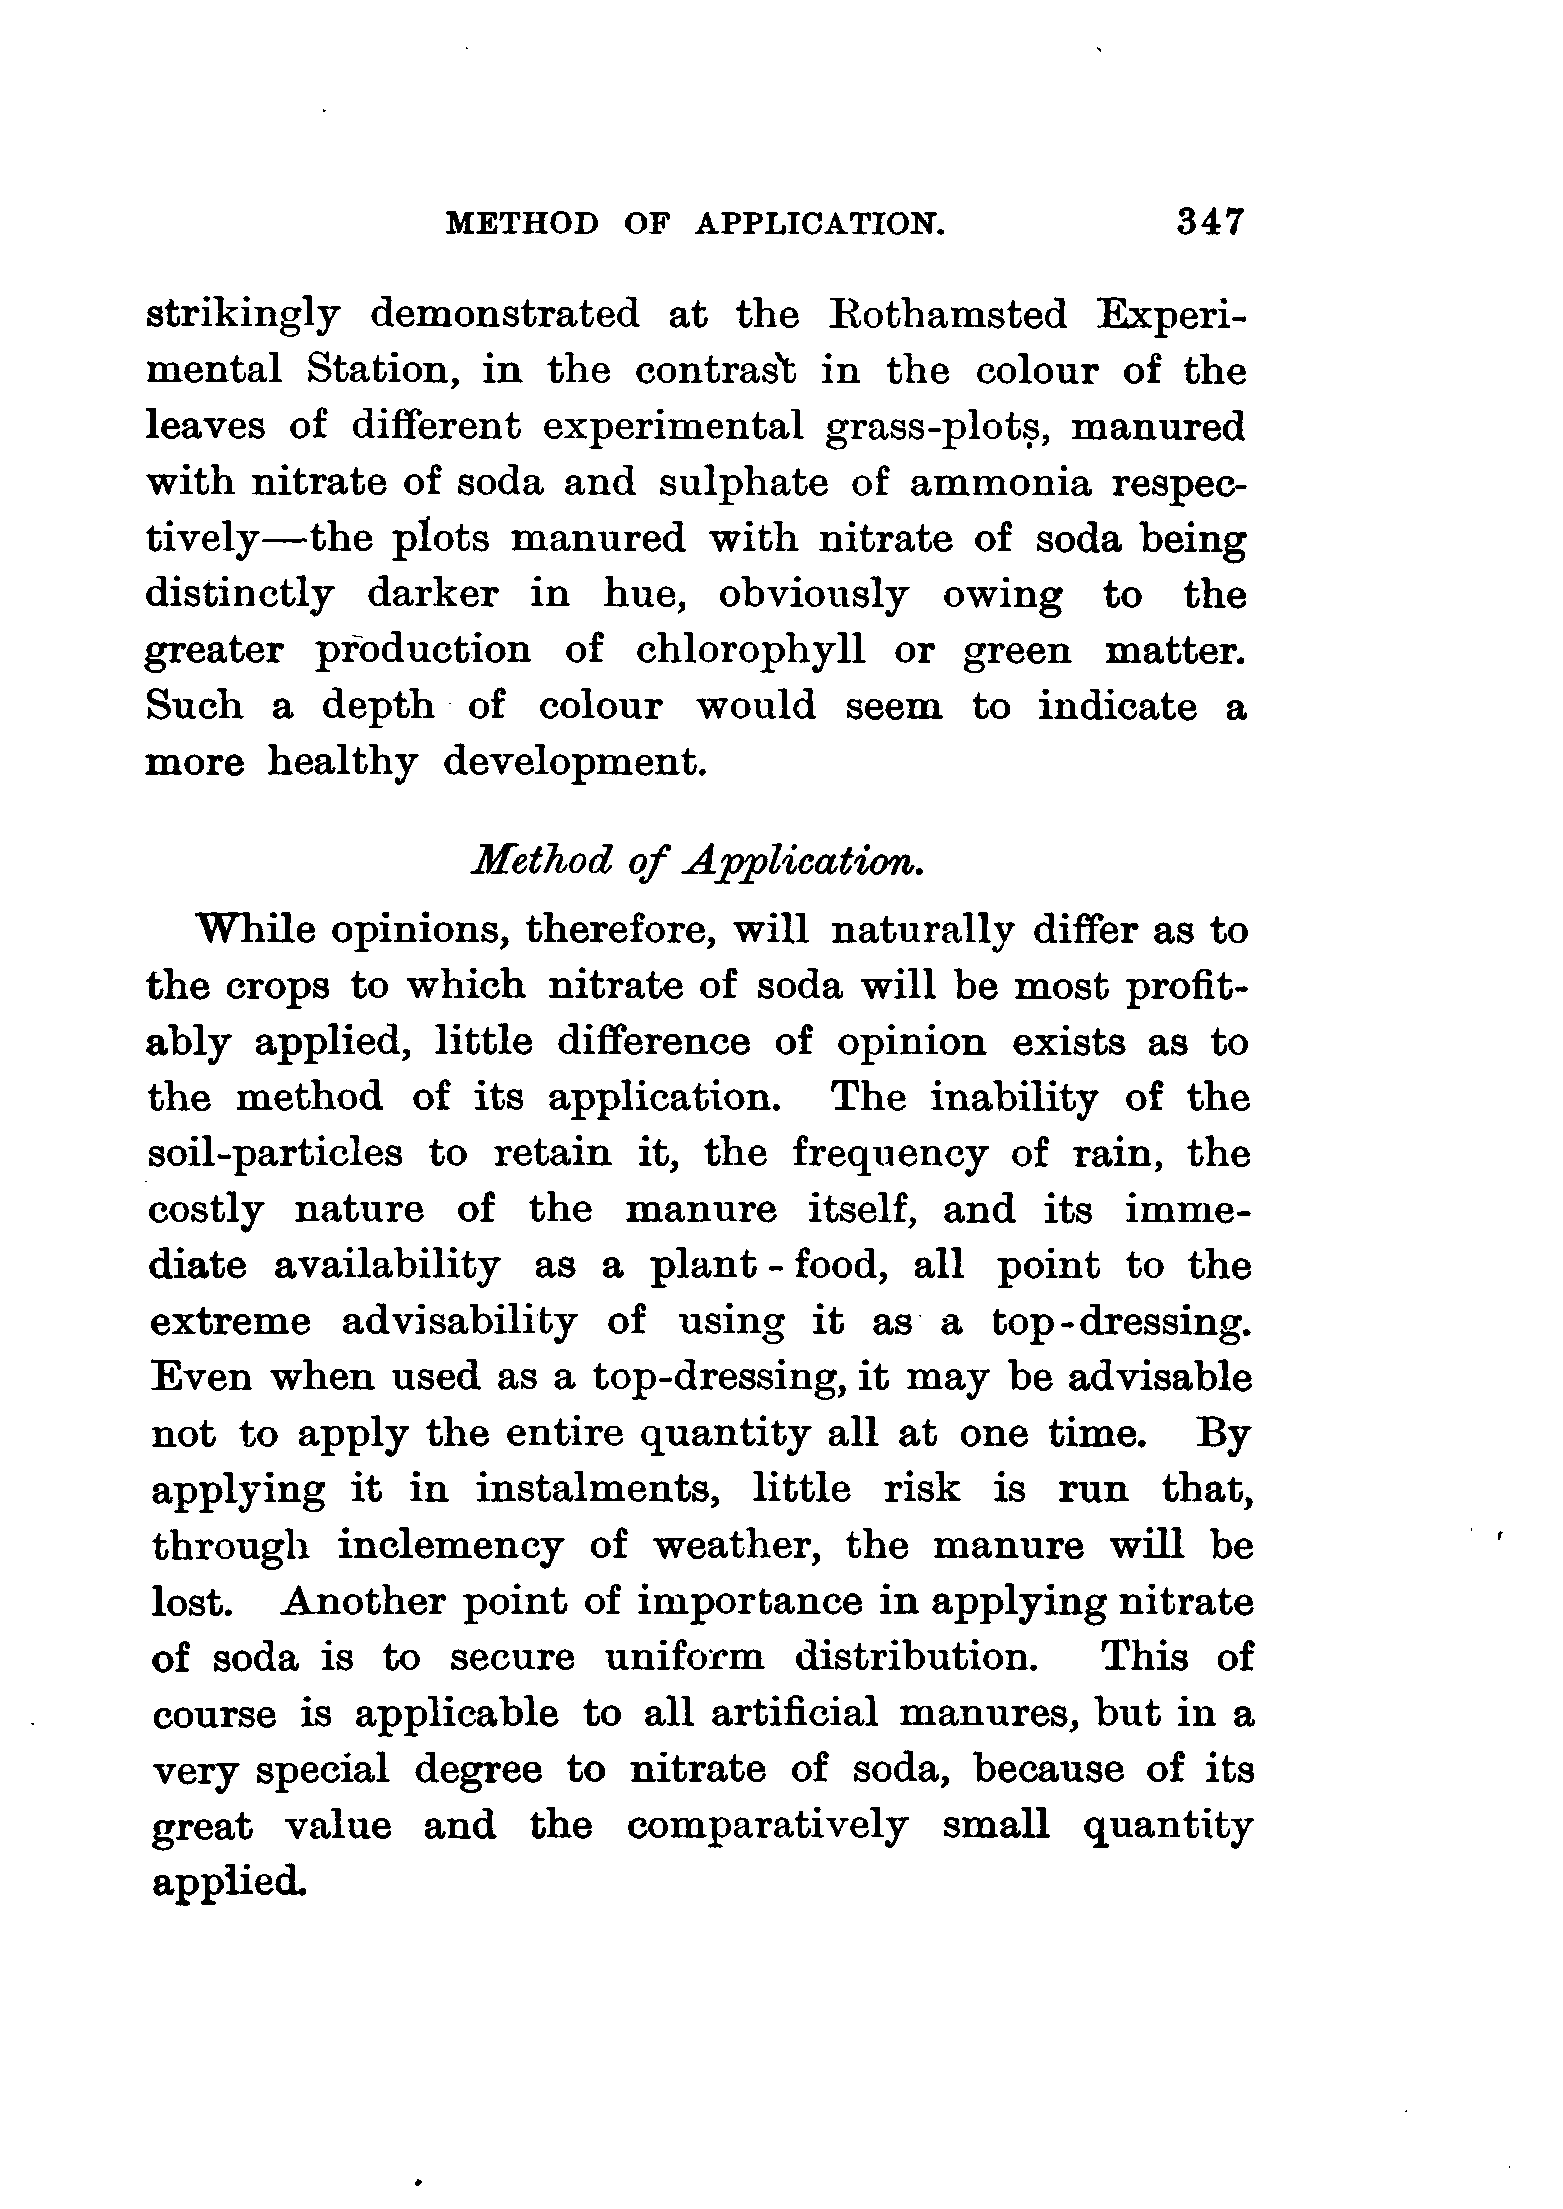 METHOD OF APPLICATION. 347
strikingly demonstrated at the Rothamsted Experi-
mental Station, in the contrast in the colour of the
leaves of different experimental grass-plots, manured
with nitrate of soda and sulphate of ammonia respec-
tively—the plots manured with nitrate of soda being
distinctly darker in hue, obviously owing to the
greater production of chlorophyll or green matter.
Such a depth of colour would seem to indicate a
more healthy development.
Method of Application.
While opinions, therefore, will naturally differ as to
the crops to which nitrate of soda will be most profit-
ably applied, little difference of opinion exists as to
the method of its application. The inability of the
soil-particles to retain it, the frequency of rain, the
costly nature of the manure itself, and its imme-
diate availability as a plant-food, all point to the
extreme advisability of using it as a top-dressing.
Even when used as a top-dressing, it may be advisable
not to apply the entire quantity all at one time. By
applying it in instalments, little risk is run that,
through inclemency of weather, the manure will be
lost. Another point of importance in applying nitrate
of soda is to secure uniform distribution. This of
course is applicable to all artificial manures, but in a
very special degree to nitrate of soda, because of its
great value and the comparatively small quantity
applied.